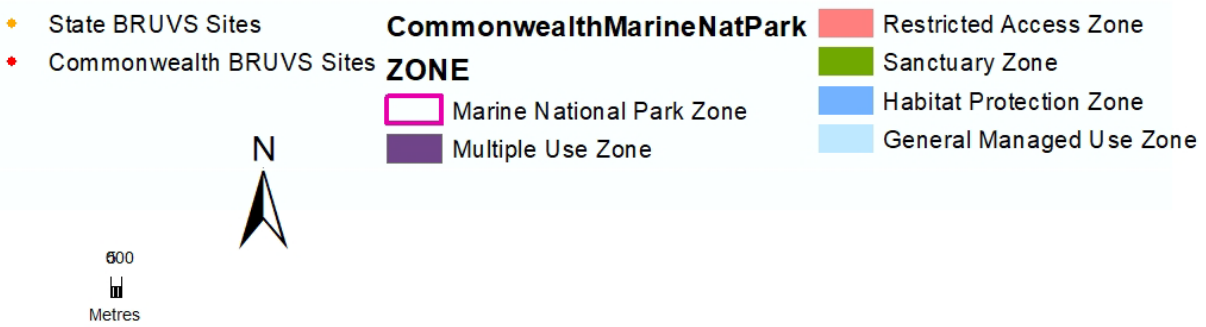 State BRUVS Sites
Commonwealth BRUVS Sites
CommonwealthMarineNatPark
ZONE
Marine National Park Zone
Multiple Use Zone
Restricted Access Zone
Sanctuary Zone
Habitat Protection Zone
General Managed Use Zone
N
Metres